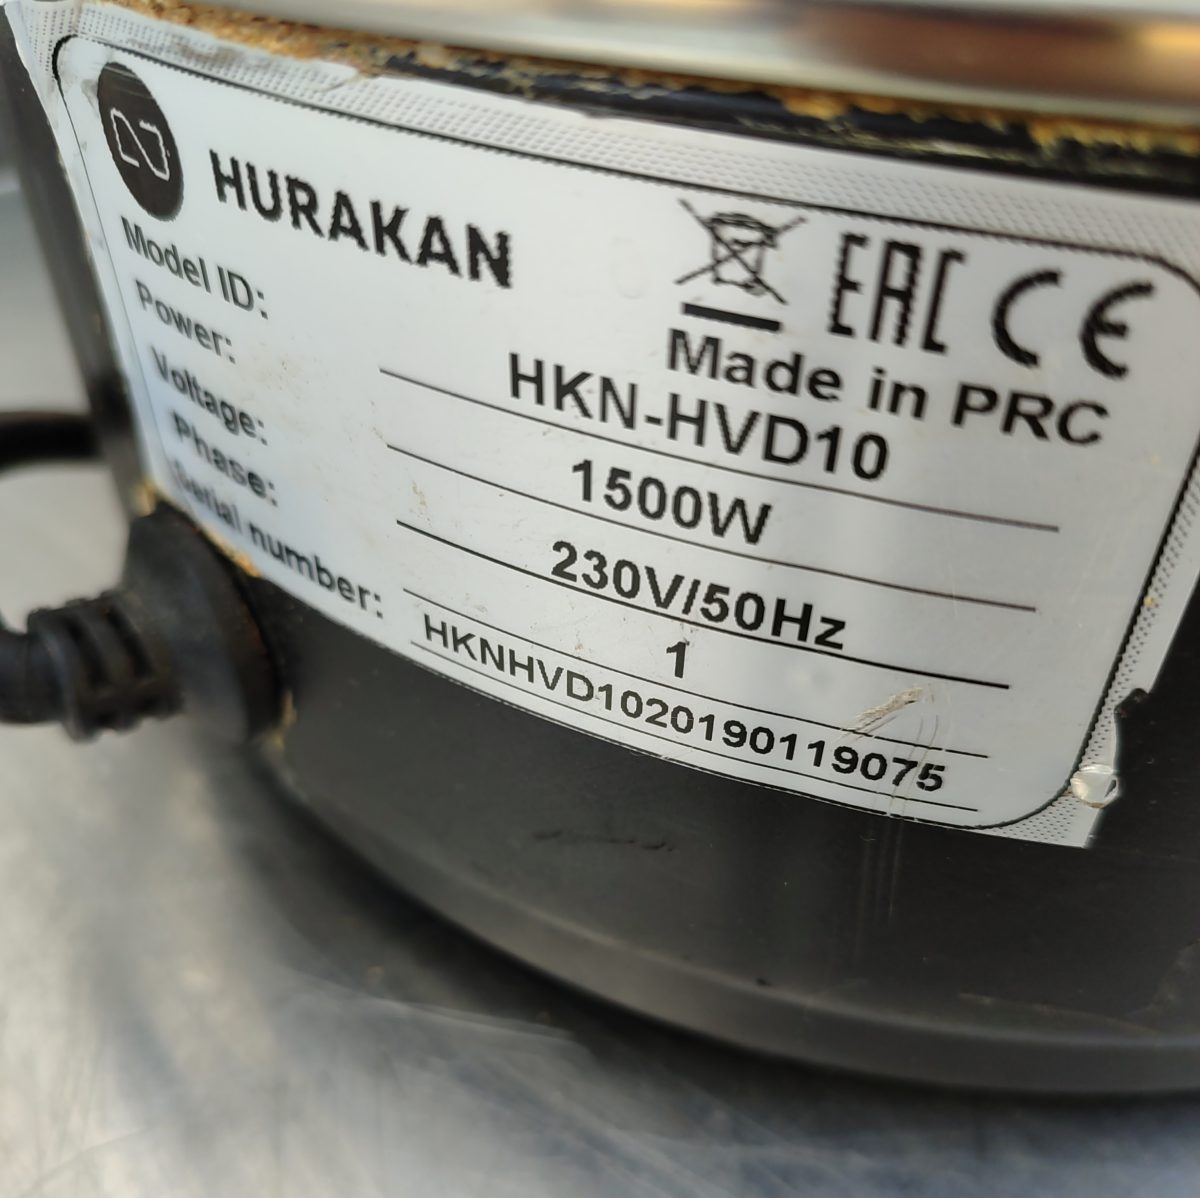 HURAKAN
EAC CE
Made in PRC
Model ID: HKN-HVD10
Power: 1500W
Voltage: 230V/50Hz
Phase: 1
Serial number: HKNHVD1020190119075